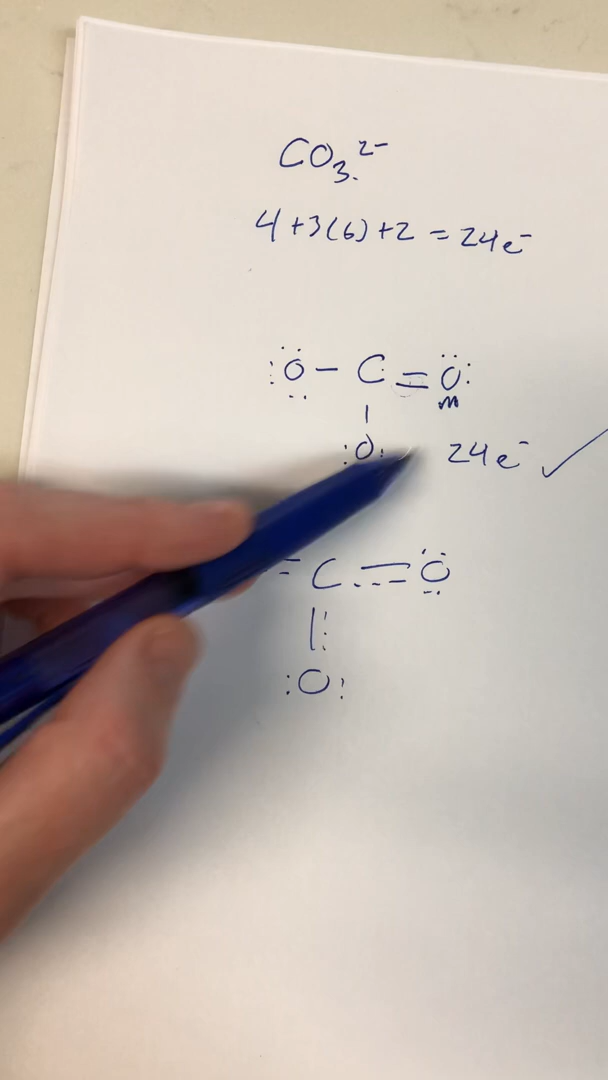 CO₃²⁻
4+3(6)+2 = 24e⁻
:Ö – C = Ö:
|
:O: 24e⁻ ✓
= C = Ö
|
:O: